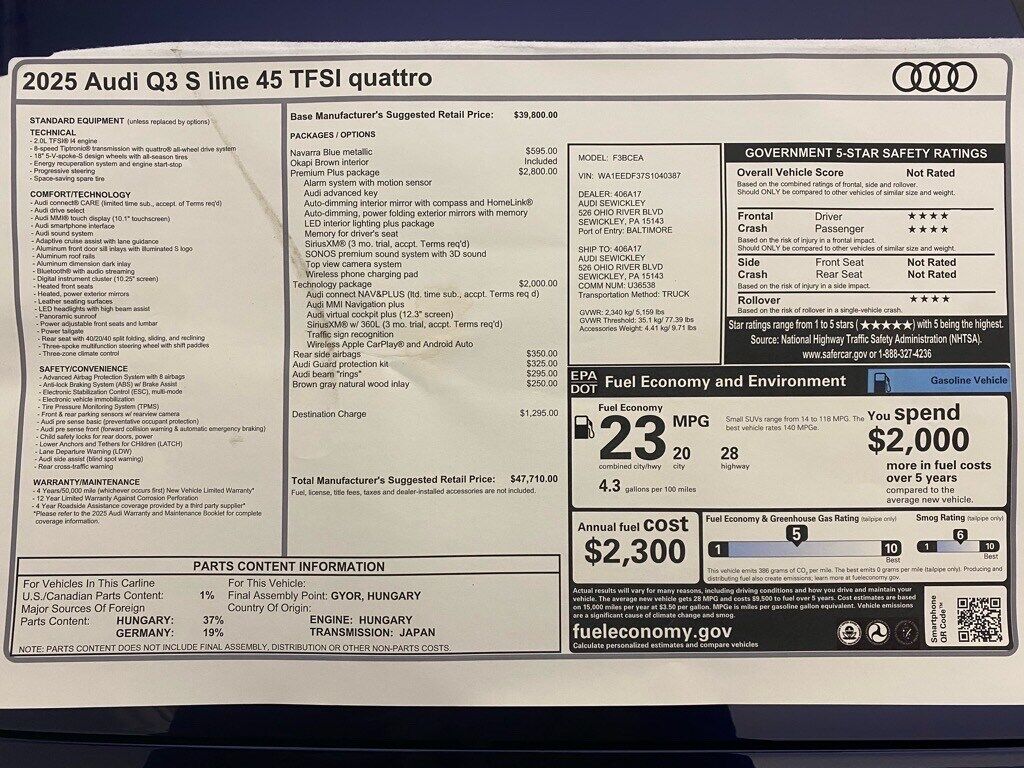 2025 Audi Q3 S line 45 TFSI quattro
STANDARD EQUIPMENT (unless replaced by options)
TECHNICAL
- 2.0L TFSI® I4 engine
- 8-speed Tiptronic® transmission with quattro® all-wheel drive system
- 18" 5-V-spoke-S design wheels with all-season tires
- Energy recuperation system and engine start-stop
- Progressive steering
- Space-saving spare tire
COMFORT/TECHNOLOGY
- Audi connect® CARE (limited time sub., accept. of Terms req'd)
- Audi drive select
- Audi MMI® touch display (10.1" touchscreen)
- Audi smartphone interface
- Audi sound system
- Adaptive cruise assist with lane guidance
- Aluminum front door sill inlays with illuminated S logo
- Aluminum roof rails
- Aluminum dimension dark inlay
- Bluetooth® with audio streaming
- Digital instrument cluster (10.25" screen)
- Heated front seats
- Heated, power exterior mirrors
- Leather seating surfaces
- LED headlights with high beam assist
- Panoramic sunroof
- Power adjustable front seats and lumbar
- Power tailgate
- Rear seat with 40/20/40 split folding, sliding, and reclining
- Three-spoke multifunction steering wheel with shift paddles
- Three-zone climate control
SAFETY/CONVENIENCE
- Advanced Airbag Protection System with 6 airbags
- Anti-lock Braking System (ABS) w/ Brake Assist
- Electronic Stabilization Control (ESC), multi-mode
- Electronic vehicle immobilization
- Tire Pressure Monitoring System (TPMS)
- Front & rear parking sensors w/ rearview camera
- Audi pre sense basic (preventative occupant protection)
- Audi pre sense front (forward collision warning & automatic emergency braking)
- Child safety locks for rear doors, power
- Lower Anchors and Tethers for CHildren (LATCH)
- Lane Departure Warning (LDW)
- Audi side assist (blind spot warning)
- Rear cross-traffic warning
WARRANTY/MAINTENANCE
- 4 Years/50,000 mile (whichever occurs first) New Vehicle Limited Warranty*
- 12 Year Limited Warranty Against Corrosion Perforation
- 4 Year Roadside Assistance coverage provided by a third party supplier*
*Please refer to the 2025 Audi Warranty and Maintenance Booklet for complete
coverage information.
Base Manufacturer's Suggested Retail Price: $39,800.00
PACKAGES / OPTIONS
Navarra Blue metallic $595.00
Okapi Brown interior Included
Premium Plus package $2,800.00
Alarm system with motion sensor
Audi advanced key
Auto-dimming interior mirror with compass and HomeLink®
Auto-dimming, power folding exterior mirrors with memory
LED interior lighting plus package
Memory for driver's seat
SiriusXM® (3 mo. trial, accpt. Terms req'd)
SONOS premium sound system with 3D sound
Top view camera system
Wireless phone charging pad
Technology package $2,000.00
Audi connect NAV&PLUS (ltd. time sub., accpt. Terms req d)
Audi MMI Navigation plus
Audi virtual cockpit plus (12.3" screen)
SiriusXM® w/ 360L (3 mo. trial, accpt. Terms req'd)
Traffic sign recognition
Wireless Apple CarPlay® and Android Auto
Rear side airbags $350.00
Audi Guard protection kit $325.00
Audi beam "rings" $295.00
Brown gray natural wood inlay $250.00
Destination Charge $1,295.00
Total Manufacturer's Suggested Retail Price: $47,710.00
Fuel, license, title fees, taxes and dealer-installed accessories are not included.
MODEL: F3BCEA
VIN: WA1EEDF37S1040387
DEALER: 406A17
AUDI SEWICKLEY
526 OHIO RIVER BLVD
SEWICKLEY, PA 15143
Port of Entry: BALTIMORE
SHIP TO: 406A17
AUDI SEWICKLEY
526 OHIO RIVER BLVD
SEWICKLEY, PA 15143
COMM NUM: U36538
Transportation Method: TRUCK
GVWR: 2,340 kg/ 5,159 lbs
GVWR Threshold: 35.1 kg/ 77.39 lbs
Accessories Weight: 4.41 kg/ 9.71 lbs
GOVERNMENT 5-STAR SAFETY RATINGS
Overall Vehicle Score Not Rated
Based on the combined ratings of frontal, side and rollover.
Should ONLY be compared to other vehicles of similar size and weight.
Frontal Driver ★★★★
Crash Passenger ★★★★
Based on the risk of injury in a frontal impact.
Should ONLY be compared to other vehicles of similar size and weight.
Side Front Seat Not Rated
Crash Rear Seat Not Rated
Based on the risk of injury in a side impact.
Rollover ★★★★
Based on the risk of rollover in a single-vehicle crash.
Star ratings range from 1 to 5 stars (★★★★★) with 5 being the highest.
Source: National Highway Traffic Safety Administration (NHTSA).
www.safercar.gov or 1-888-327-4236
EPA
DOT Fuel Economy and Environment Gasoline Vehicle
Fuel Economy
23 MPG
combined city/hwy
20 city
28 highway
4.3 gallons per 100 miles
Small SUVs range from 14 to 118 MPG. The
best vehicle rates 140 MPGe.
You spend
$2,000
more in fuel costs
over 5 years
compared to the
average new vehicle.
Annual fuel cost
$2,300
Fuel Economy & Greenhouse Gas Rating (tailpipe only)
1 5 10
Best
Smog Rating (tailpipe only)
1 6 10
Best
This vehicle emits 386 grams of CO2 per mile. The best emits 0 grams per mile (tailpipe only). Producing and
distributing fuel also create emissions; learn more at fueleconomy.gov.
Actual results will vary for many reasons, including driving conditions and how you drive and maintain your
vehicle. The average new vehicle gets 28 MPG and costs $9,500 to fuel over 5 years. Cost estimates are based
on 15,000 miles per year at $3.50 per gallon. MPGe is miles per gasoline gallon equivalent. Vehicle emissions
are a significant cause of climate change and smog.
fueleconomy.gov
Calculate personalized estimates and compare vehicles
Smartphone
QR Code™
PARTS CONTENT INFORMATION
For Vehicles In This Carline
U.S./Canadian Parts Content: 1%
Major Sources Of Foreign
Parts Content: HUNGARY: 37%
GERMANY: 19%
For This Vehicle:
Final Assembly Point: GYOR, HUNGARY
Country Of Origin:
ENGINE: HUNGARY
TRANSMISSION: JAPAN
NOTE: PARTS CONTENT DOES NOT INCLUDE FINAL ASSEMBLY, DISTRIBUTION OR OTHER NON-PARTS COSTS.